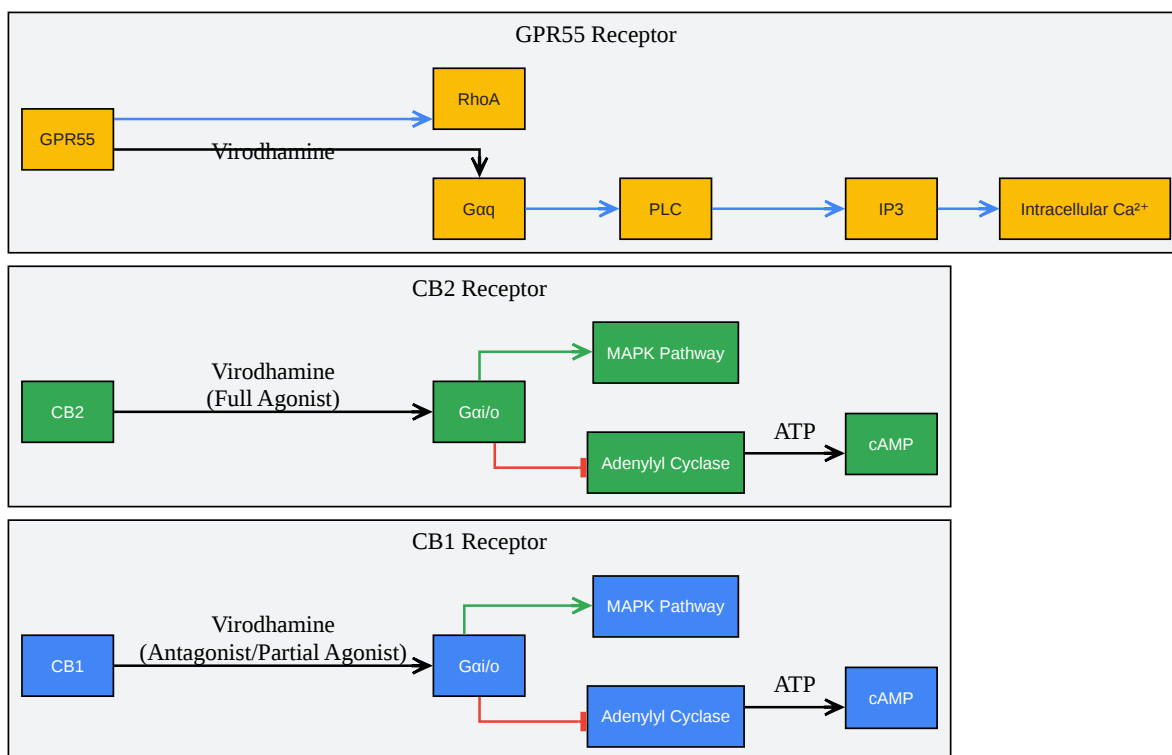 GPR55 Receptor
RhoA
GPR55
Virodhamine
Gαq
PLC
IP3
Intracellular Ca²⁺
CB2 Receptor
MAPK Pathway
Virodhamine
(Full Agonist)
CB2
Gαi/o
ATP
cAMP
Adenylyl Cyclase
CB1 Receptor
MAPK Pathway
Virodhamine
(Antagonist/Partial Agonist)
CB1
Gαi/o
ATP
cAMP
Adenylyl Cyclase